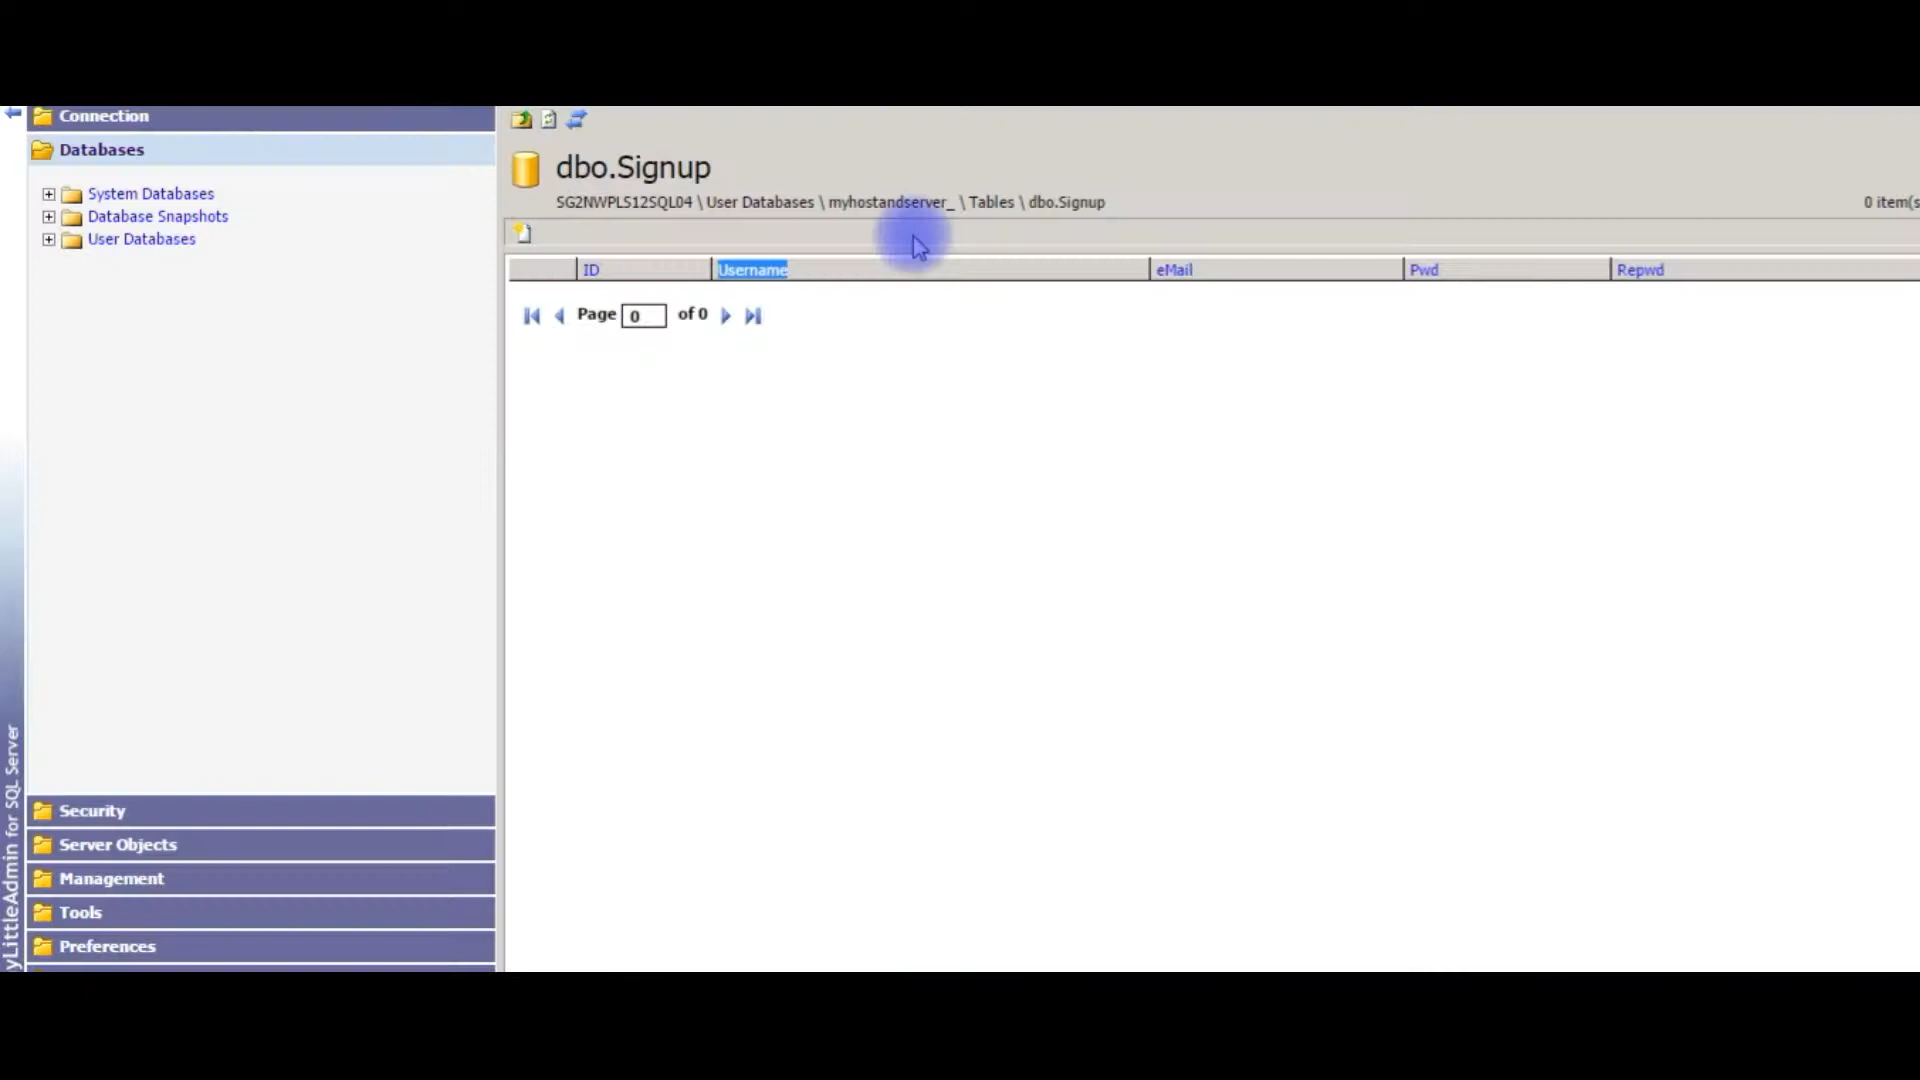 Connection
Databases
System Databases
Database Snapshots
User Databases
Security
Server Objects
Management
Tools
Preferences
yLittleAdmin for SQL Server
dbo.Signup
SG2NWPLS12SQL04 \ User Databases \ myhostandserver_ \ Tables \ dbo.Signup
0 item(s
ID Username eMail Pwd Repwd
Page 0 of 0